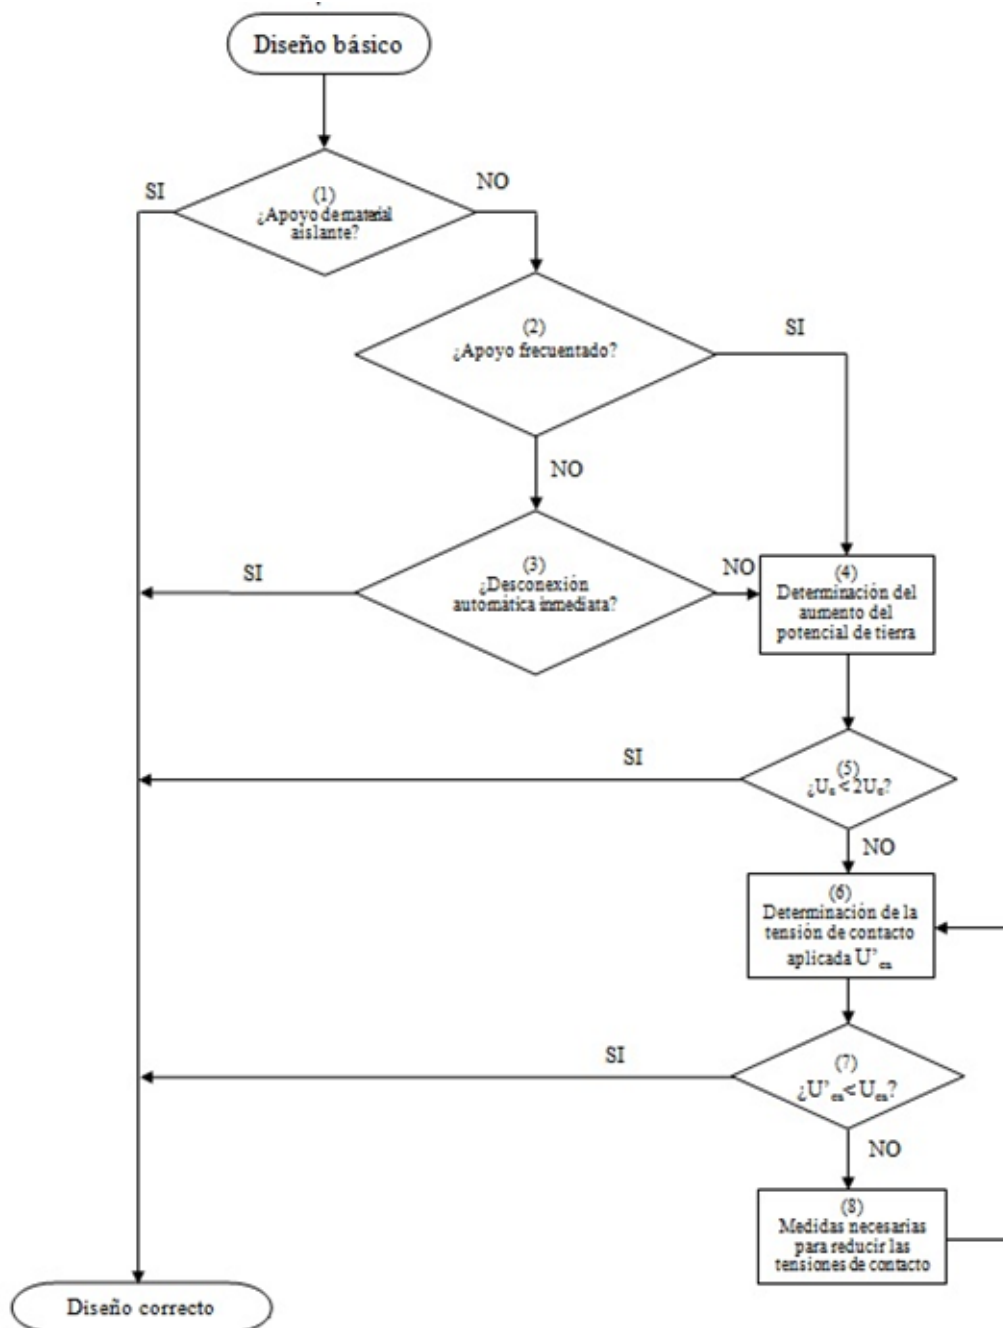 Diseño básico
SI
NO
(1)
¿Apoyo de material
aislante?
(2)
¿Apoyo frecuentado?
SI
NO
(3)
¿Desconexión
automática inmediata?
SI
NO
(4)
Determinación del
aumento del
potencial de tierra
SI
(5)
NO
(6)
Determinación de la
tensión de contacto
aplicada U'ca
SI
(7)
¿U'ca< Uca?
NO
(8)
Medidas necesarias
para reducir las
tensiones de contacto
Diseño correcto